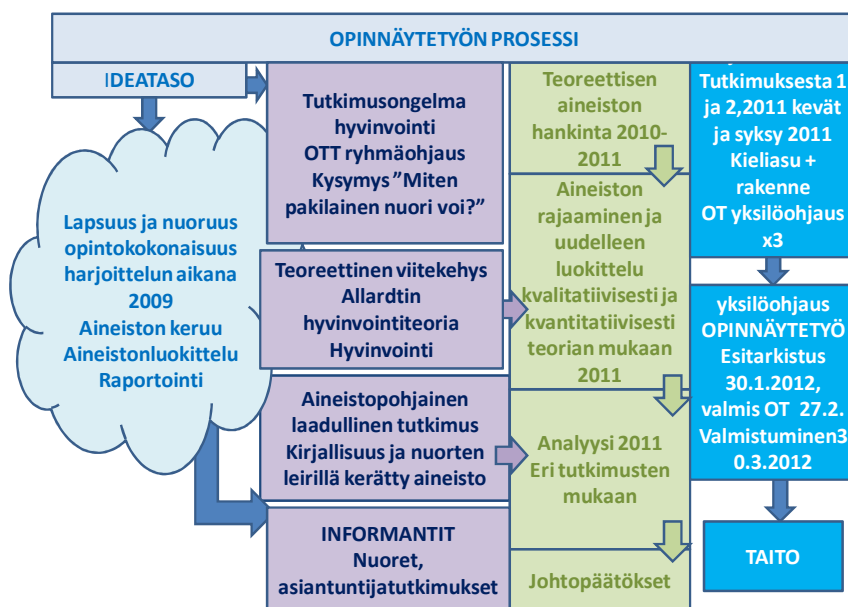 OPINNÄYTETYÖN PROSESSI
IDEATASO
Lapsuus ja nuoruus
opintokokonaisuus
harjoittelun aikana
2009
Aineiston keruu
Aineistonluokittelu
Raportointi
Tutkimusongelma
hyvinvointi
OTT ryhmäohjaus
Kysymys ”Miten
pakilainen nuori voi?”
Teoreettinen viitekehys
Allardtin
hyvinvointiteoria
Hyvinvointi
Aineistopohjainen
laadullinen tutkimus
Kirjallisuus ja nuorten
leirillä kerätty aineisto
INFORMANTIT
Nuoret,
asiantuntijatutkimukset
Teoreettisen
aineiston
hankinta 2010-
2011
Aineiston
rajaaminen ja
uudelleen
luokittelu
kvalitatiivisesti ja
kvantitatiivisesti
teorian mukaan
2011
Analyysi 2011
Eri tutkimusten
mukaan
Johtopäätökset
Tutkimuksesta 1
ja 2,2011 kevät
ja syksy 2011
Kieliasu +
rakenne
OT yksilöohjaus
x3
yksilöohjaus
OPINNÄYTETYÖ
Esitarkistus
30.1.2012,
valmis OT 27.2.
Valmistuminen3
0.3.2012
TAITO